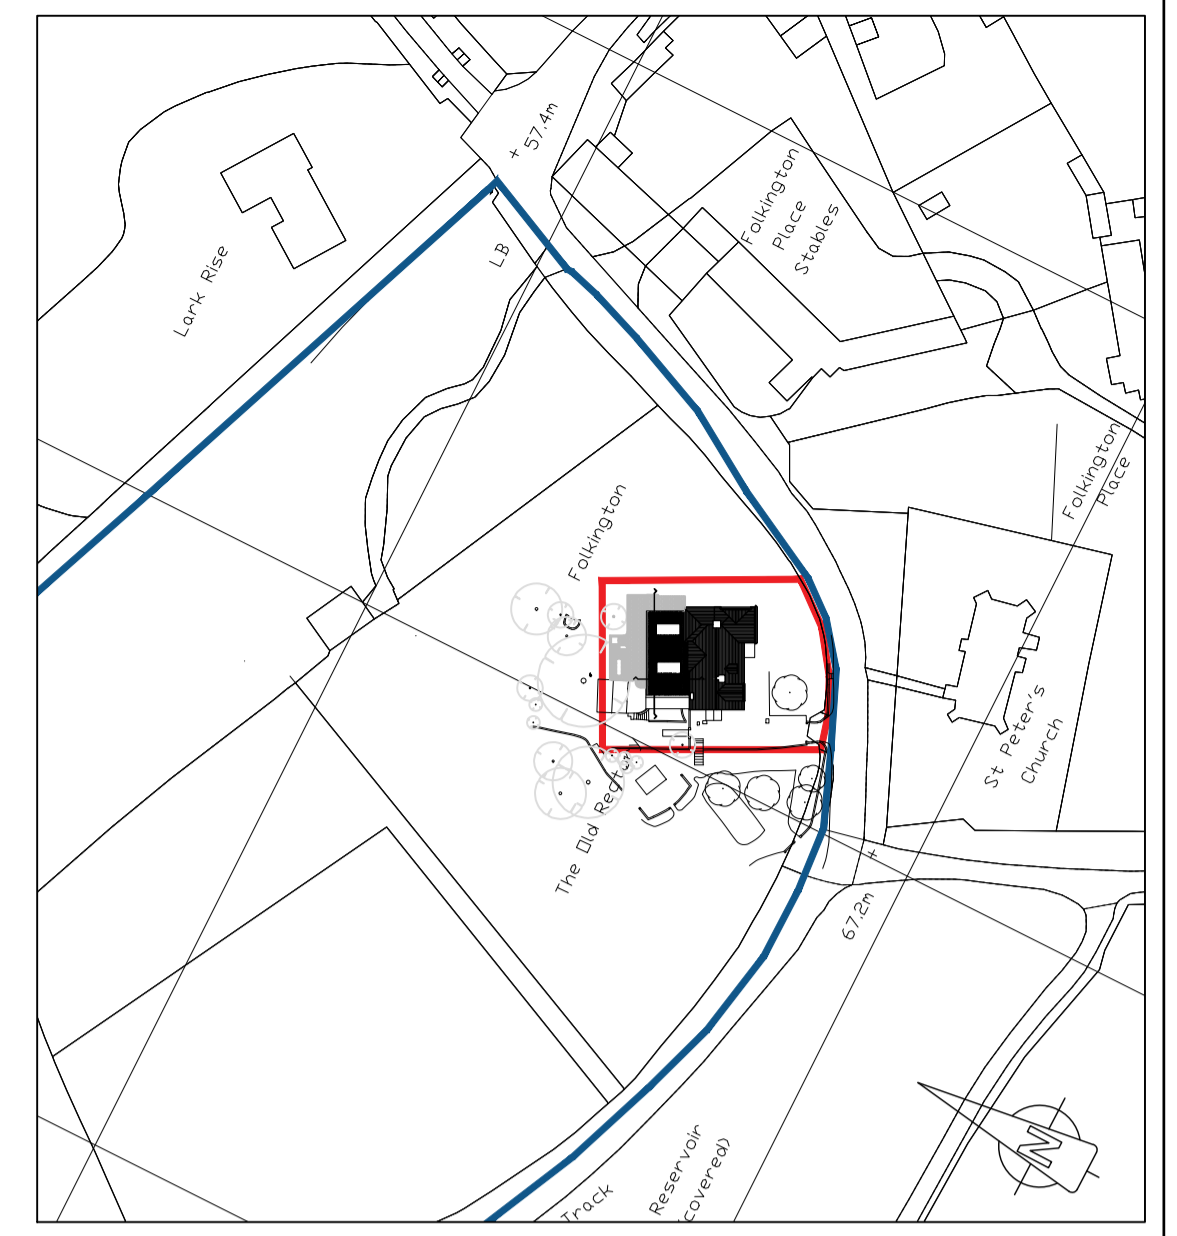 + 57.4m
Folkington
Place
Stables
LB
Lark Rise
Folkington
Place
Folkington
St Peter's
Church
The Old Rect
67.2m
+
N
Reservoir
(covered)
Track